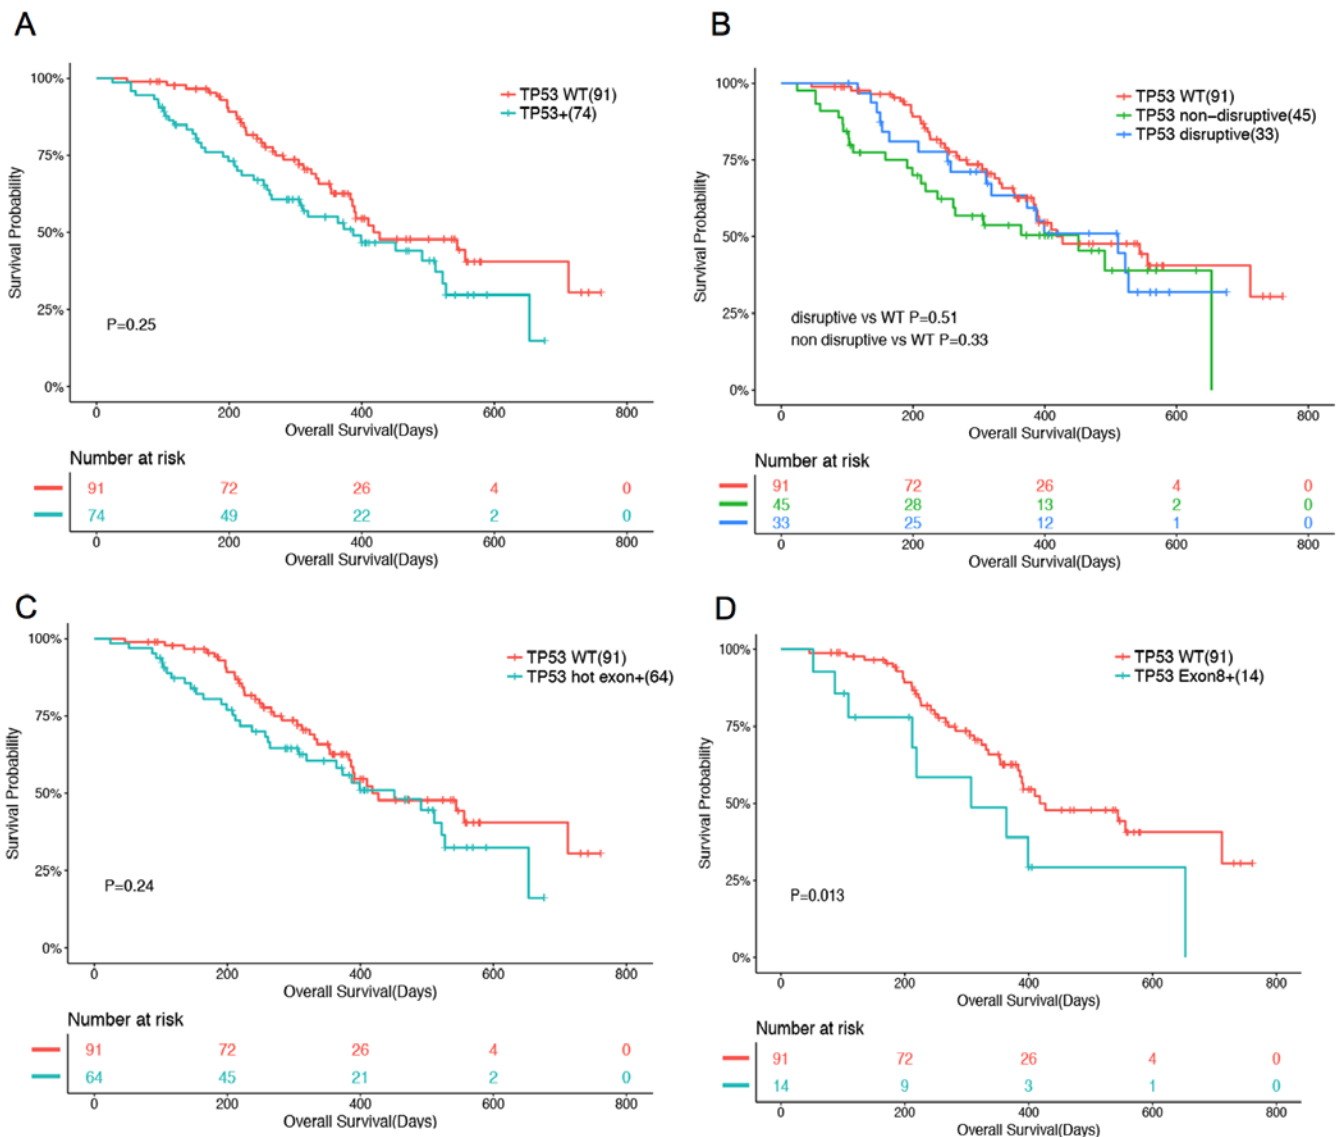 A
100%
75%
50%
25%
0%
Survival Probability
TP53 WT(91)
TP53+(74)
P=0.25
0 200 400 600 800
Overall Survival(Days)
Number at risk
91 72 26 4 0
74 49 22 2 0
0 200 400 600 800
Overall Survival(Days)
B
100%
75%
50%
25%
0%
Survival Probability
TP53 WT(91)
TP53 non-disruptive(45)
TP53 disruptive(33)
disruptive vs WT P=0.51
non disruptive vs WT P=0.33
0 200 400 600 800
Overall Survival(Days)
Number at risk
91 72 26 4 0
45 28 13 2 0
33 25 12 1 0
0 200 400 600 800
Overall Survival(Days)
C
100%
75%
50%
25%
0%
Survival Probability
TP53 WT(91)
TP53 hot exon+(64)
P=0.24
0 200 400 600 800
Overall Survival(Days)
Number at risk
91 72 26 4 0
64 45 21 2 0
0 200 400 600 800
Overall Survival(Days)
D
100%
75%
50%
25%
0%
Survival Probability
TP53 WT(91)
TP53 Exon8+(14)
P=0.013
0 200 400 600 800
Overall Survival(Days)
Number at risk
91 72 26 4 0
14 9 3 1 0
0 200 400 600 800
Overall Survival(Days)